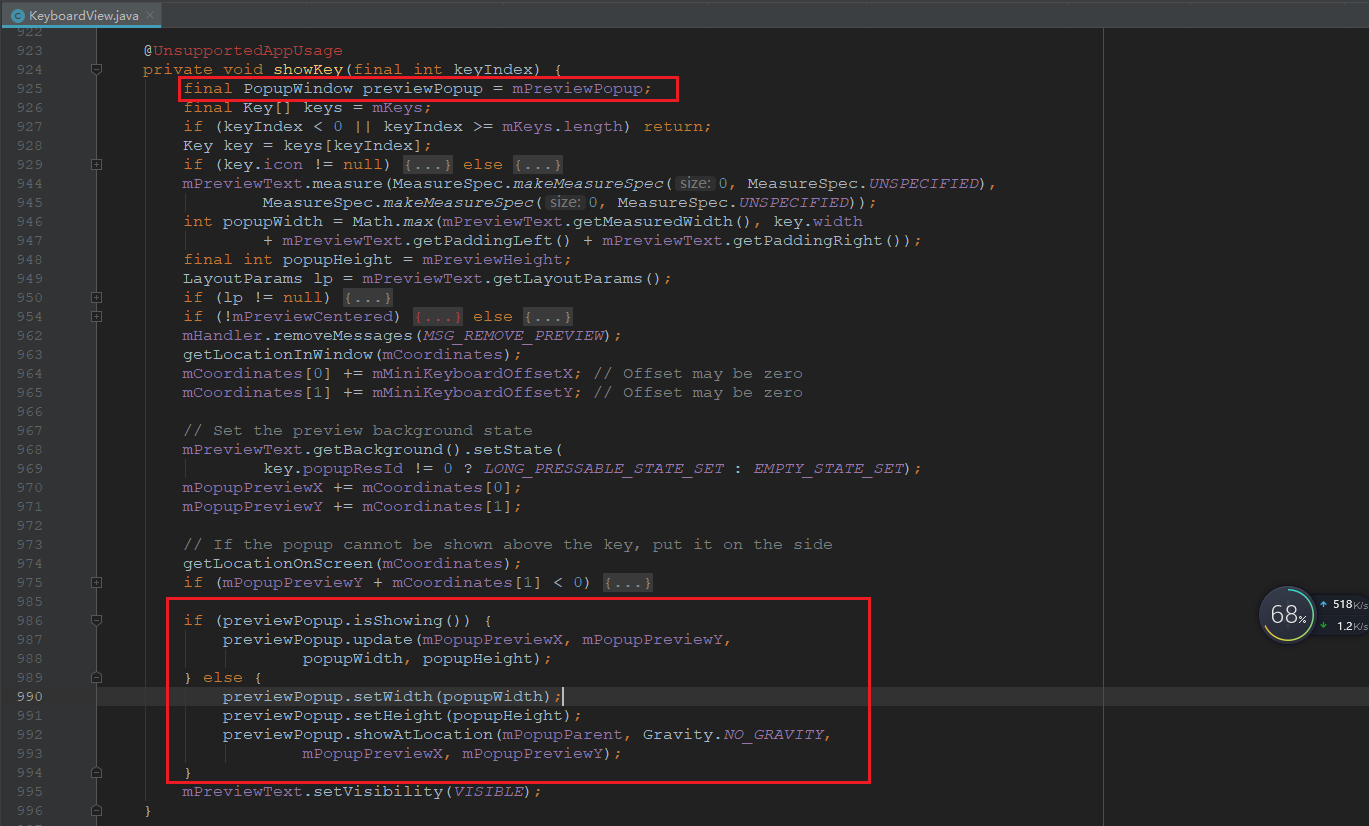 KeyboardView.java
922
923 @UnsupportedAppUsage
924 private void showKey(final int keyIndex) {
925 final PopupWindow previewPopup = mPreviewPopup;
926 final Key[] keys = mKeys;
927 if (keyIndex < 0 || keyIndex >= mKeys.length) return;
928 Key key = keys[keyIndex];
929 if (key.icon != null) {...} else {...}
944 mPreviewText.measure(MeasureSpec.makeMeasureSpec( size: 0, MeasureSpec.UNSPECIFIED),
945 MeasureSpec.makeMeasureSpec( size: 0, MeasureSpec.UNSPECIFIED));
946 int popupWidth = Math.max(mPreviewText.getMeasuredWidth(), key.width
947 + mPreviewText.getPaddingLeft() + mPreviewText.getPaddingRight());
948 final int popupHeight = mPreviewHeight;
949 LayoutParams lp = mPreviewText.getLayoutParams();
950 if (lp != null) {...}
954 if (!mPreviewCentered) {...} else {...}
962 mHandler.removeMessages(MSG_REMOVE_PREVIEW);
963 getLocationInWindow(mCoordinates);
964 mCoordinates[0] += mMiniKeyboardOffsetX; // Offset may be zero
965 mCoordinates[1] += mMiniKeyboardOffsetY; // Offset may be zero
966
967 // Set the preview background state
968 mPreviewText.getBackground().setState(
969 key.popupResId != 0 ? LONG_PRESSABLE_STATE_SET : EMPTY_STATE_SET);
970 mPopupPreviewX += mCoordinates[0];
971 mPopupPreviewY += mCoordinates[1];
972
973 // If the popup cannot be shown above the key, put it on the side
974 getLocationOnScreen(mCoordinates);
975 if (mPopupPreviewY + mCoordinates[1] < 0) {...}
985
986 if (previewPopup.isShowing()) {
987 previewPopup.update(mPopupPreviewX, mPopupPreviewY,
988 popupWidth, popupHeight);
989 } else {
990 previewPopup.setWidth(popupWidth);
991 previewPopup.setHeight(popupHeight);
992 previewPopup.showAtLocation(mPopupParent, Gravity.NO_GRAVITY,
993 mPopupPreviewX, mPopupPreviewY);
994 }
995 mPreviewText.setVisibility(VISIBLE);
996 }
68%
518K/s
1.2K/s